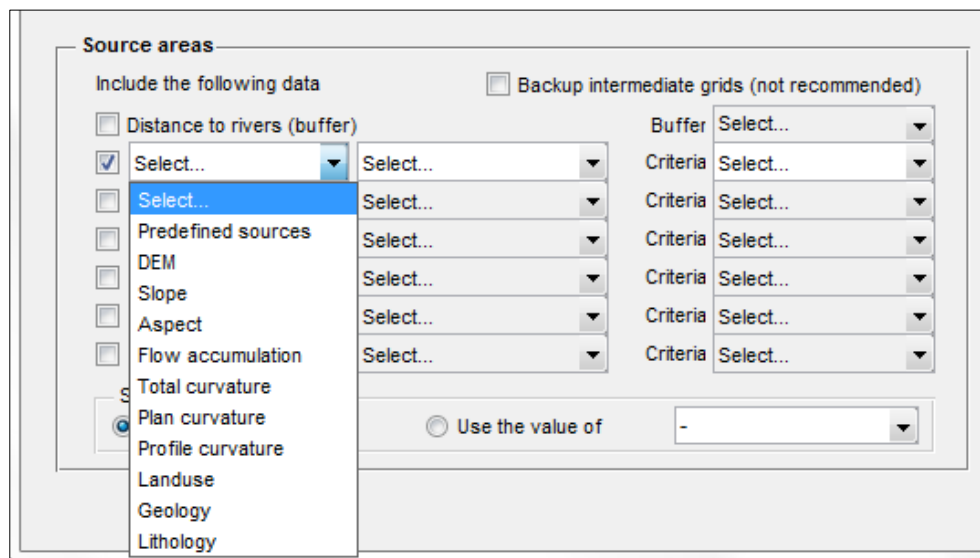 Source areas
Include the following data Backup intermediate grids (not recommended)
Distance to rivers (buffer) Buffer Select...
Select... Select... Criteria Select...
Select... Select... Criteria Select...
Predefined sources Select... Criteria Select...
DEM
Slope Select... Criteria Select...
Aspect Select... Criteria Select...
Flow accumulation Select... Criteria Select...
Total curvature
S
Plan curvature Use the value of -
Profile curvature
Landuse
Geology
Lithology